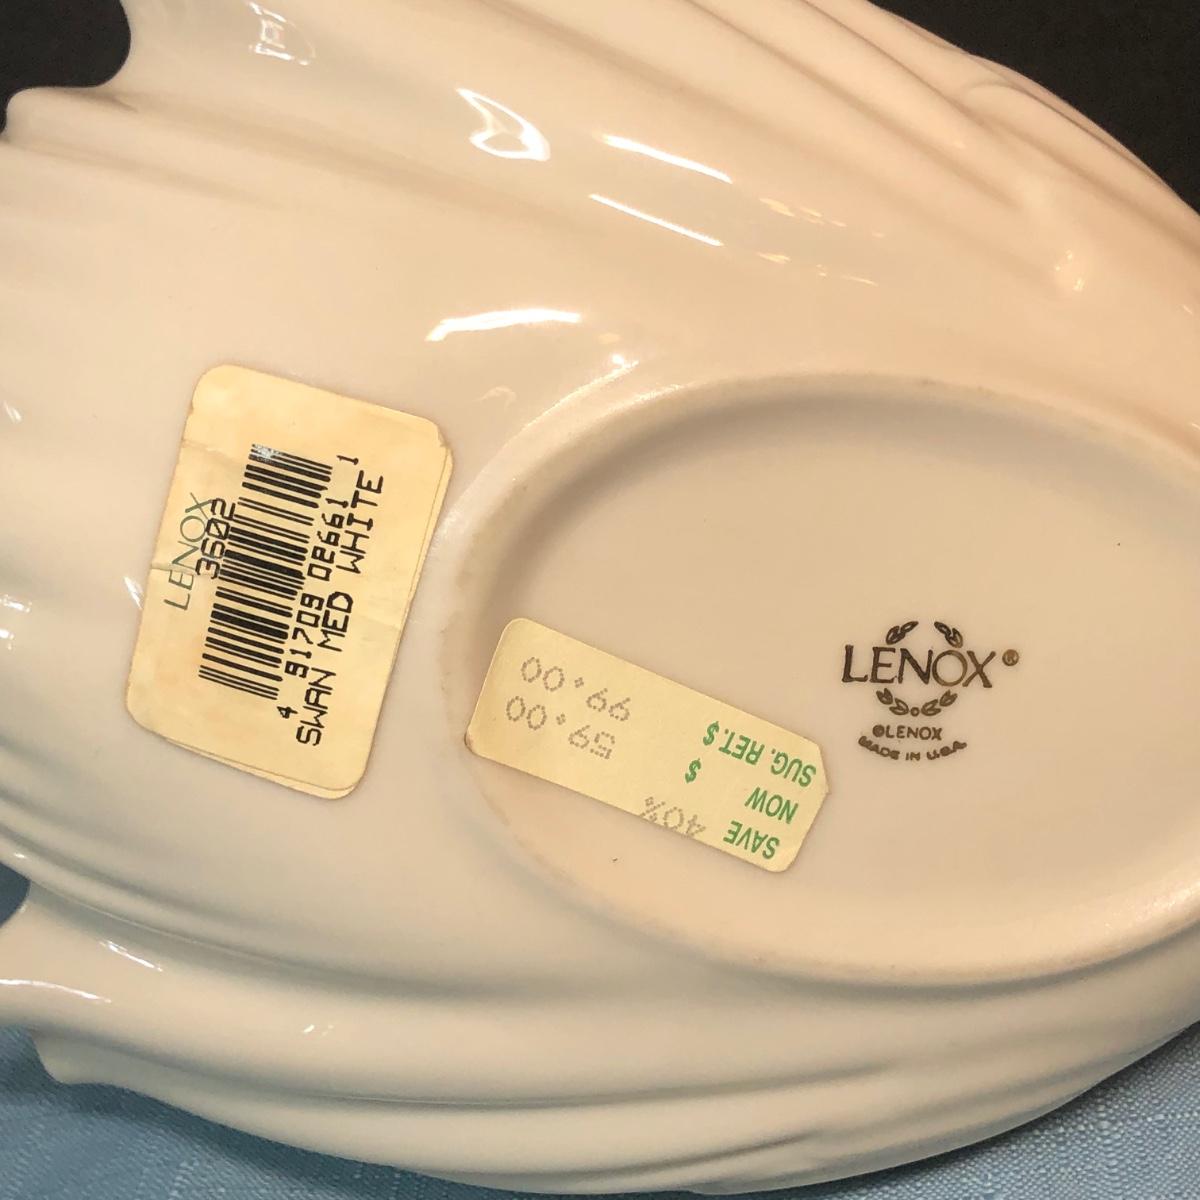 LENOX
3602
4 91709 02661 1
SWAN MED WHITE
SUG. RET.$ 99.00
NOW $ 59.00
SAVE 40%
LENOX®
©LENOX
MADE IN U.S.A.